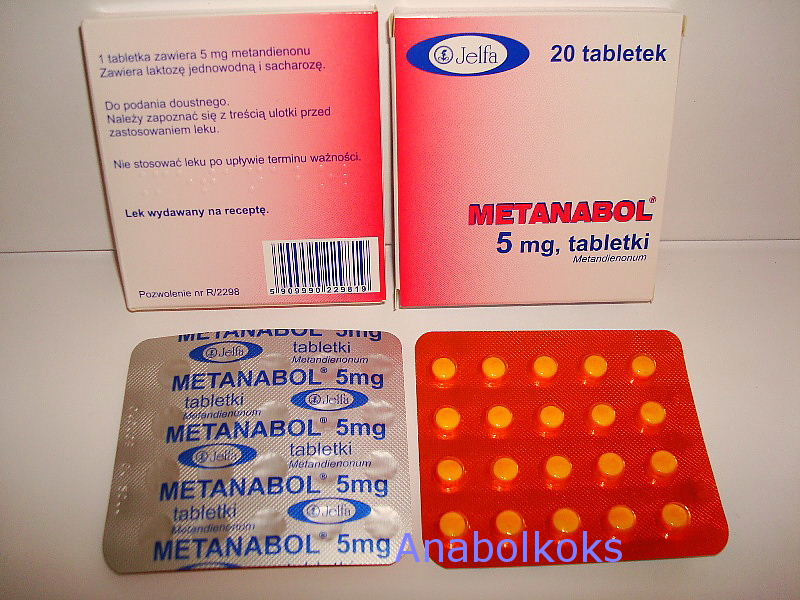 1 tabletka zawiera 5 mg metandienonu
Zawiera laktozę jednowodną i sacharozę.
Do podania doustnego.
Należy zapoznać się z treścią ulotki przed
zastosowaniem leku.
Nie stosować leku po upływie terminu ważności.
Lek wydawany na receptę.
5 909990 229819
Pozwolenie nr R/2298
Jelfa
20 tabletek
METANABOL®
5 mg, tabletki
Metandienonum
METANABOL 5mg
Jelfa tabletki
Metandienonum
METANABOL® 5mg
tabletki Jelfa
Metandienonum
METANABOL® 5mg
Jelfa tabletki
Metandienonum
METANABOL® 5mg
tabletki Jelfa
Metandienonum
METANABOL® 5mg
Anabolkoks